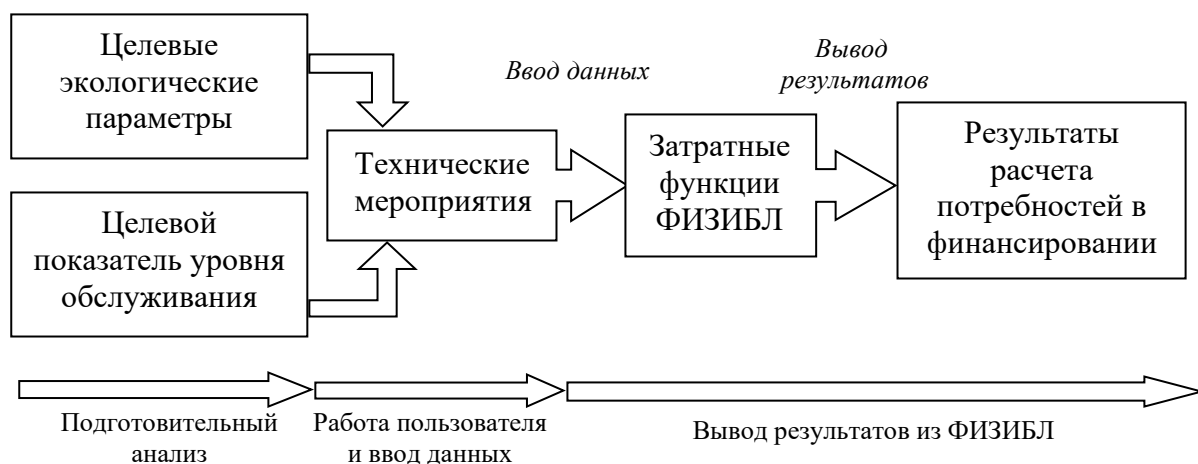 Целевые
экологические
параметры
Целевой
показатель уровня
обслуживания
Технические
мероприятия
Ввод данных
Затратные
функции
ФИЗИБЛ
Вывод
результатов
Результаты
расчета
потребностей в
финансировании
Подготовительный
анализ
Работа пользователя
и ввод данных
Вывод результатов из ФИЗИБЛ